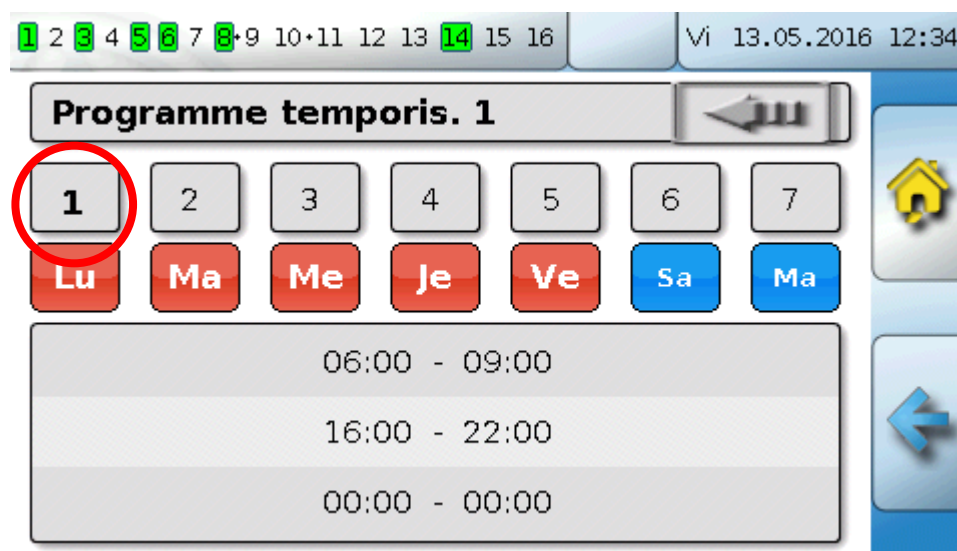 1 2 3 4 5 6 7 8•9 10•11 12 13 14 15 16 Vi 13.05.2016 12:34
Programme temporis. 1
1 2 3 4 5 6 7
Lu Ma Me Je Ve Sa Ma
06:00 - 09:00
16:00 - 22:00
00:00 - 00:00